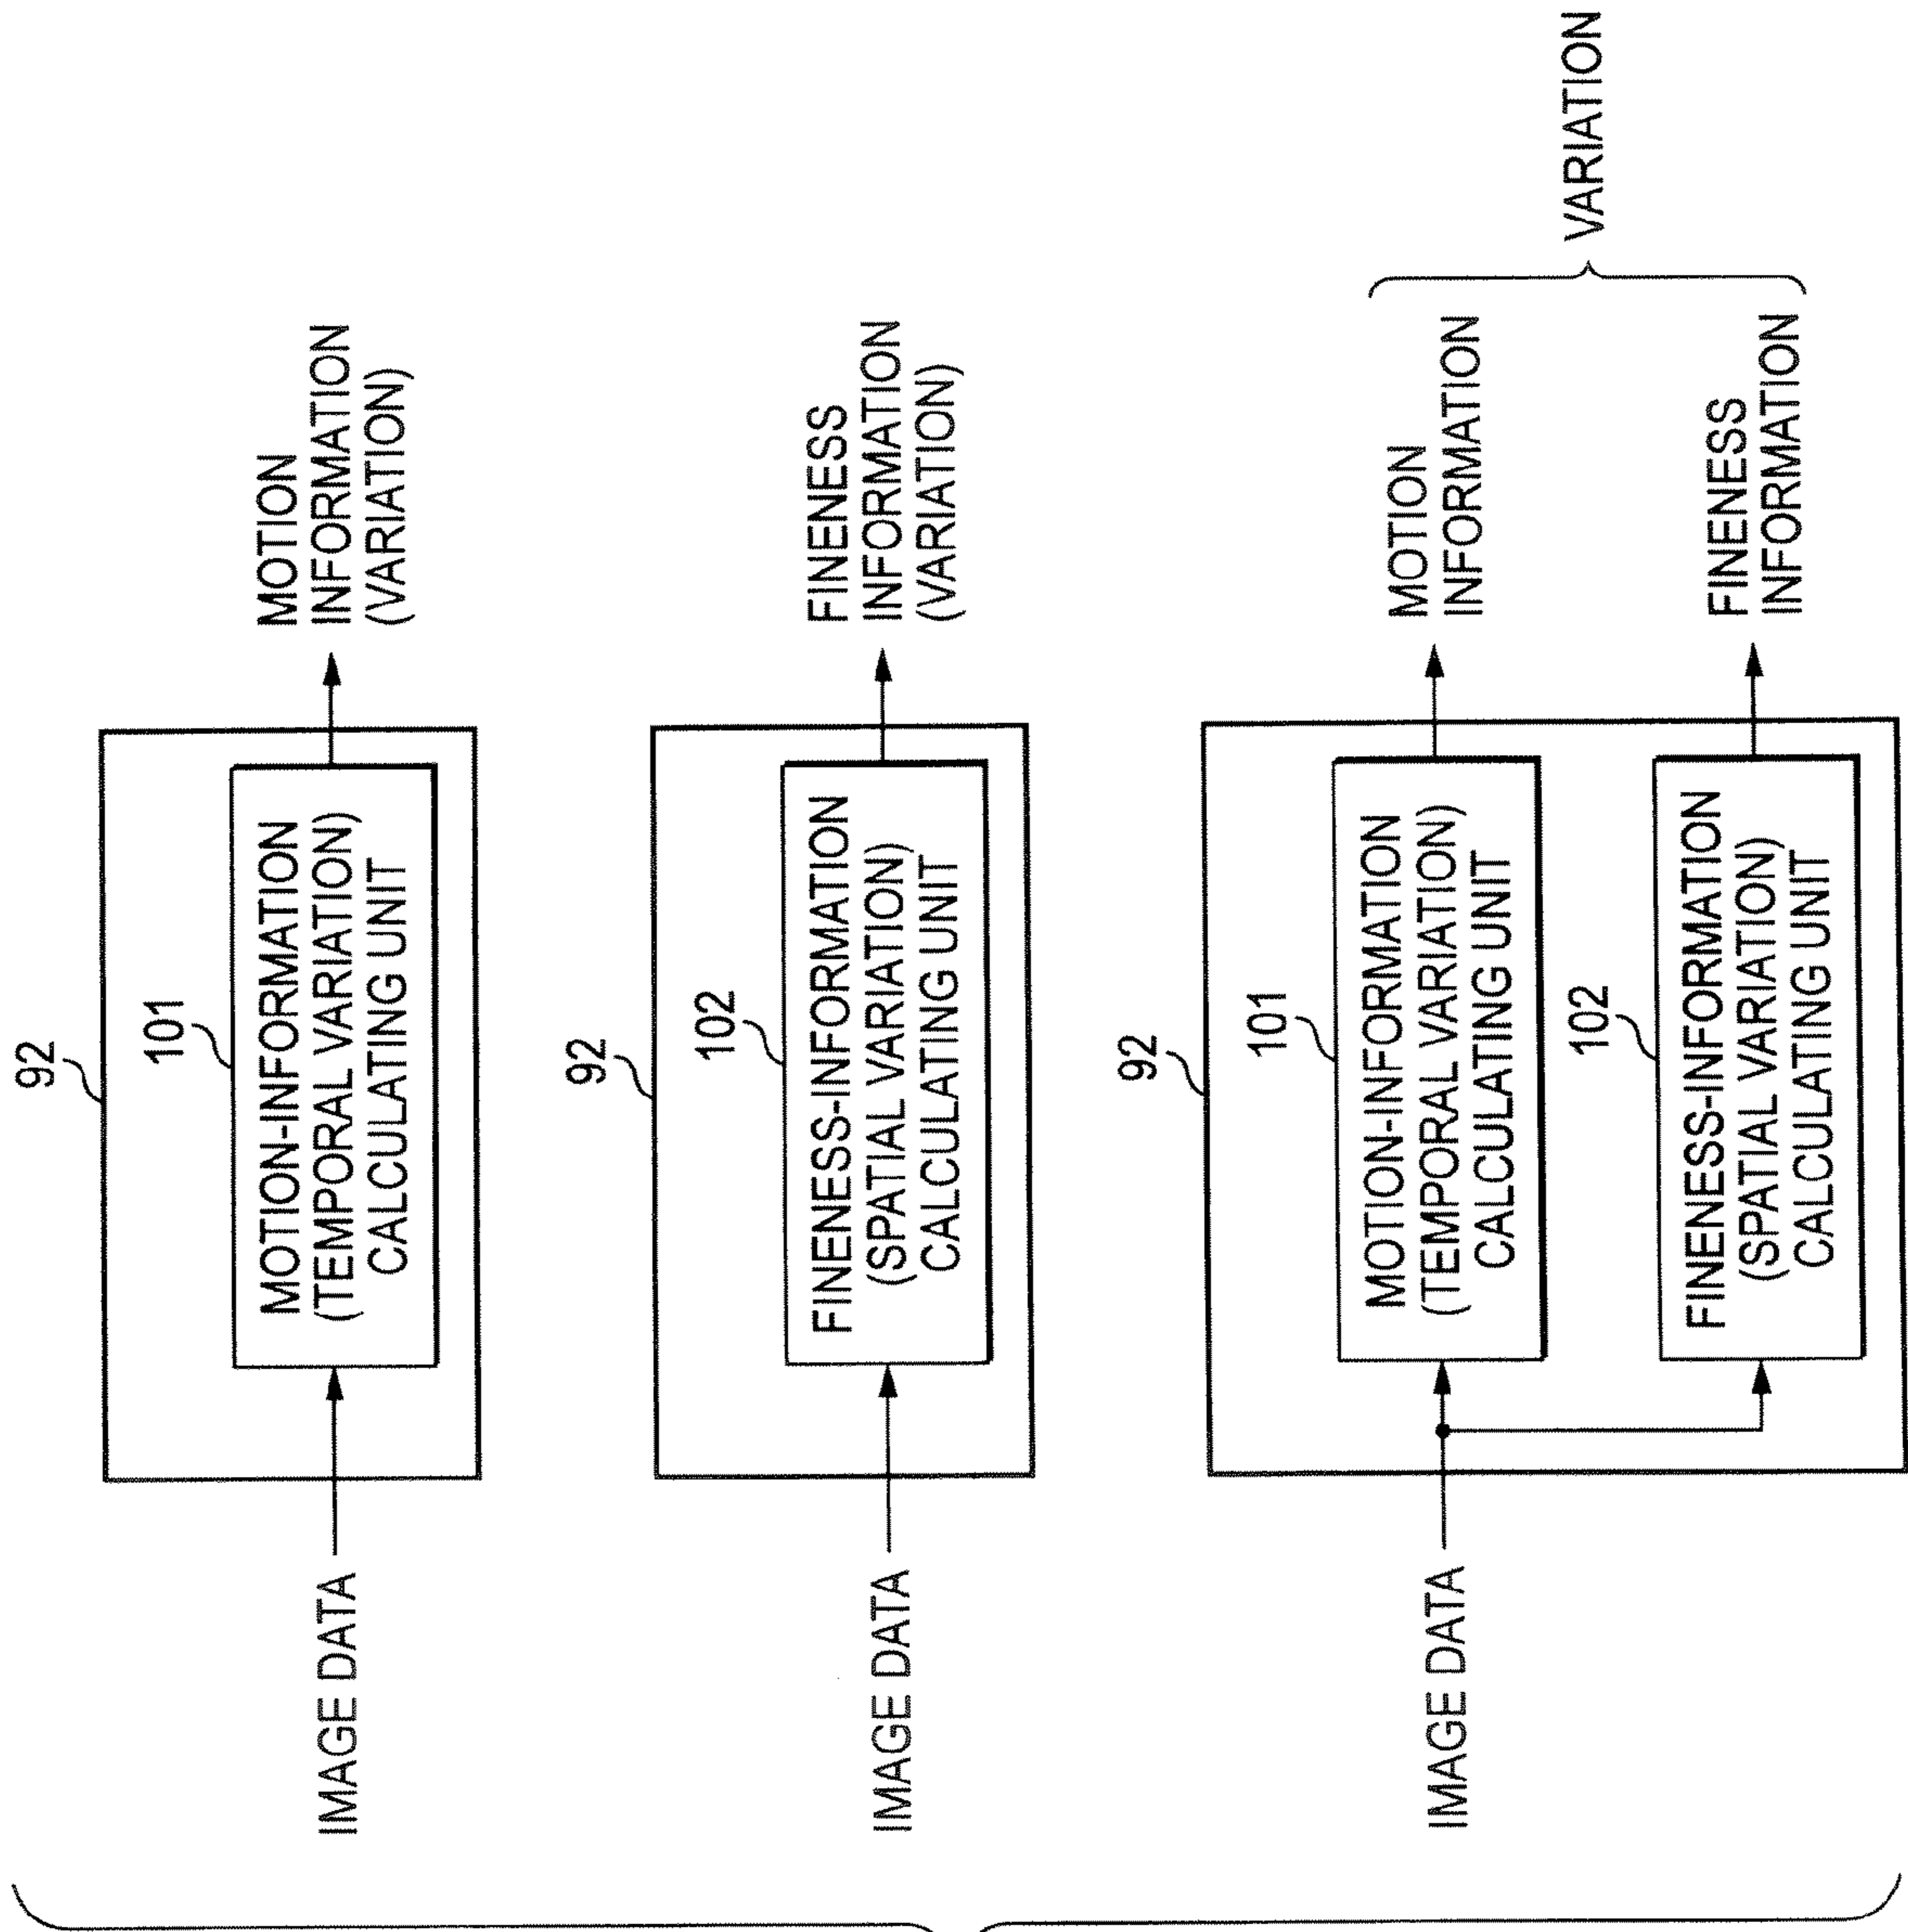 92
101
MOTION-INFORMATION
(TEMPORAL VARIATION)
CALCULATING UNIT
IMAGE DATA
MOTION
INFORMATION
(VARIATION)
92
102
FINENESS-INFORMATION
(SPATIAL VARIATION)
CALCULATING UNIT
IMAGE DATA
FINENESS
INFORMATION
(VARIATION)
92
101
MOTION-INFORMATION
(TEMPORAL VARIATION)
CALCULATING UNIT
IMAGE DATA
MOTION
INFORMATION
102
FINENESS-INFORMATION
(SPATIAL VARIATION)
CALCULATING UNIT
FINENESS
INFORMATION
VARIATION